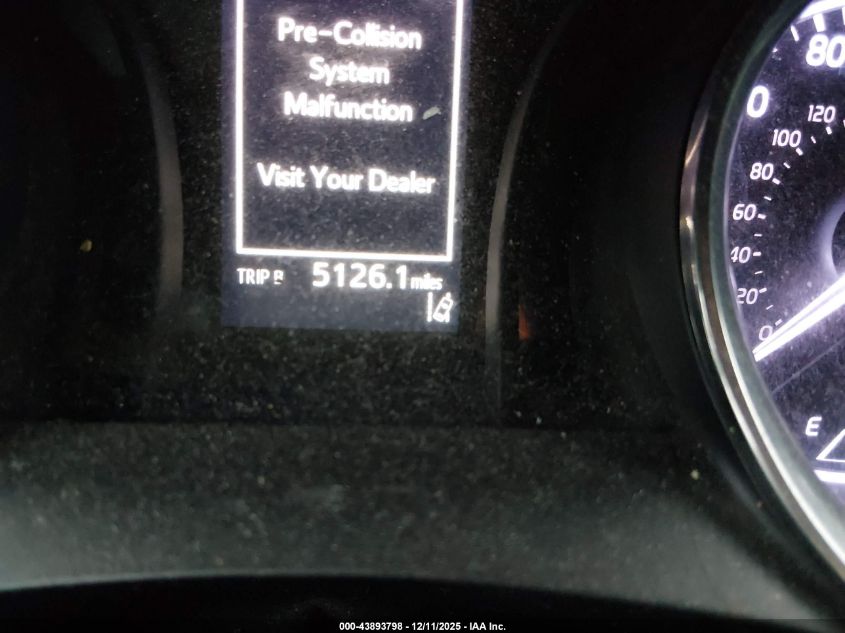 Pre-Collision
System
Malfunction
Visit Your Dealer
TRIP B 5126.1 miles
80
0
120
100
80
60
40
20
0
E
000-43893798 - 12/11/2025 - IAA Inc.